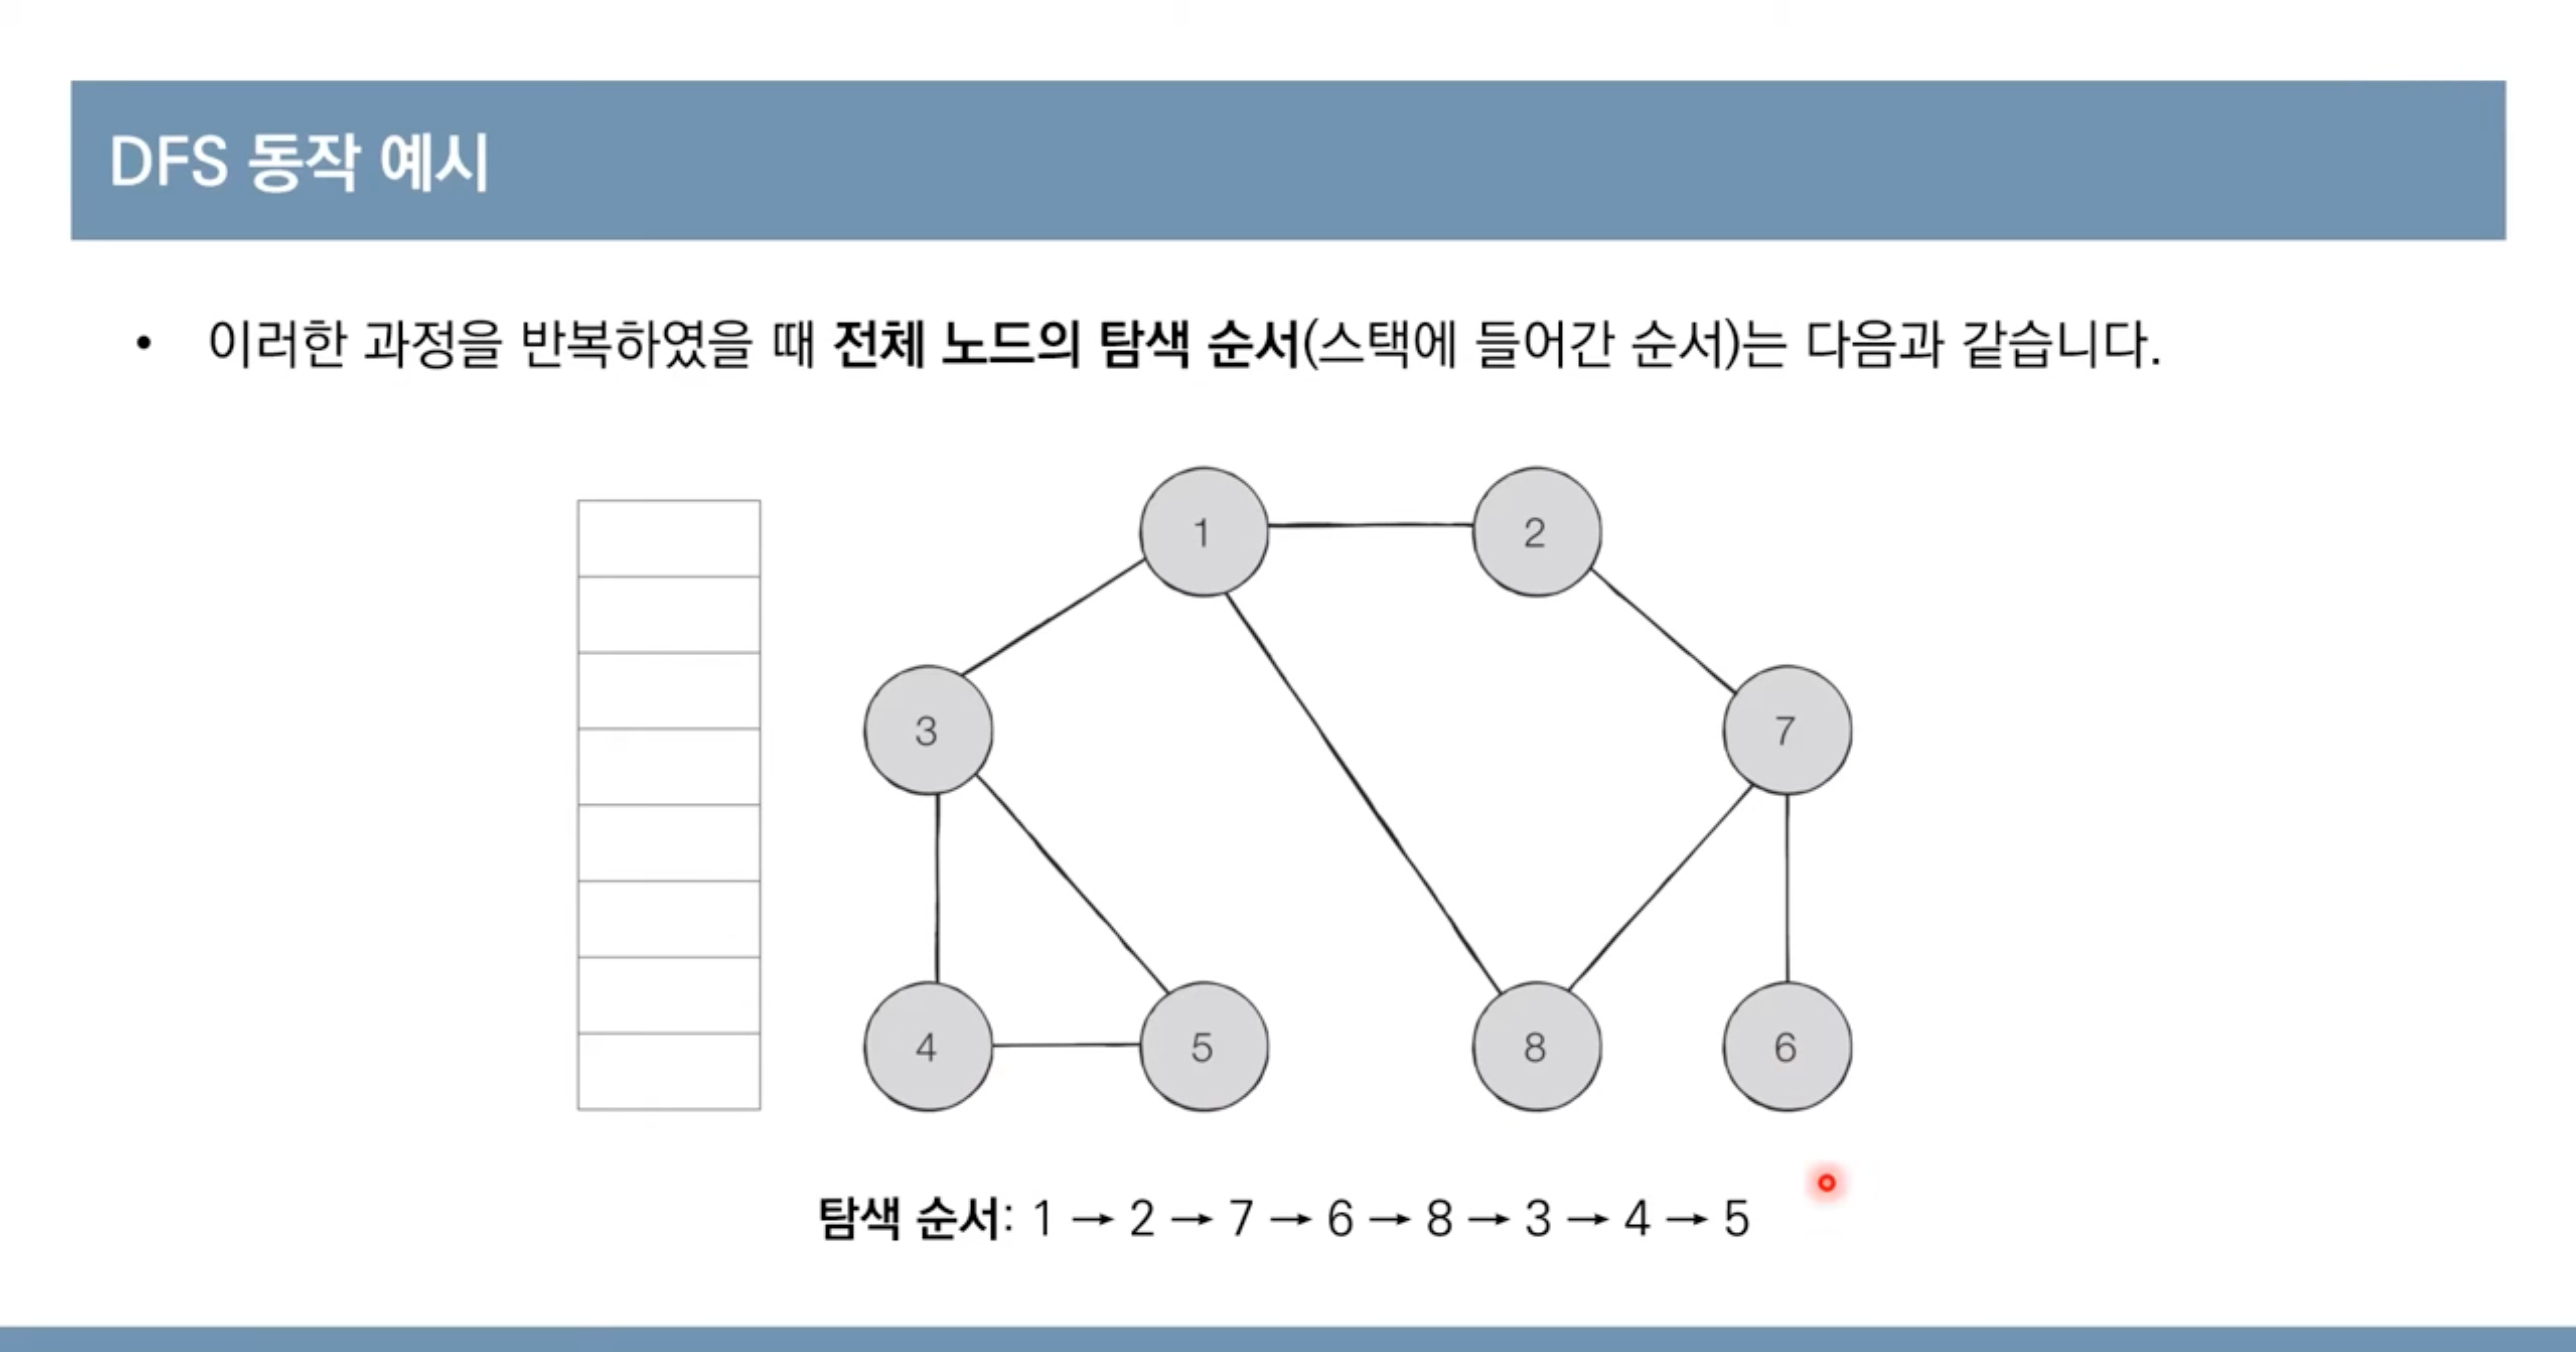 DFS 동작 예시
• 이러한 과정을 반복하였을 때 전체 노드의 탐색 순서(스택에 들어간 순서)는 다음과 같습니다.
1 2
3 7
4 5 8 6
탐색 순서: 1 → 2 → 7 → 6 → 8 → 3 → 4 → 5